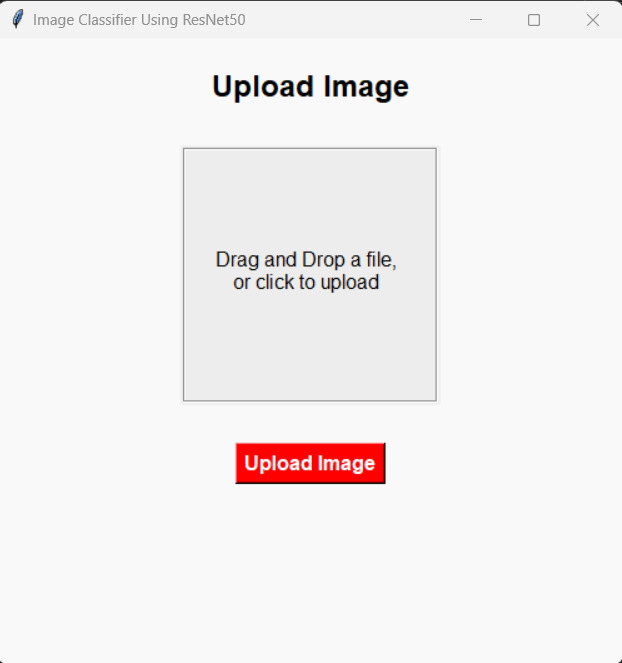 Image Classifier Using ResNet50
Upload Image
Drag and Drop a file,
or click to upload
Upload Image